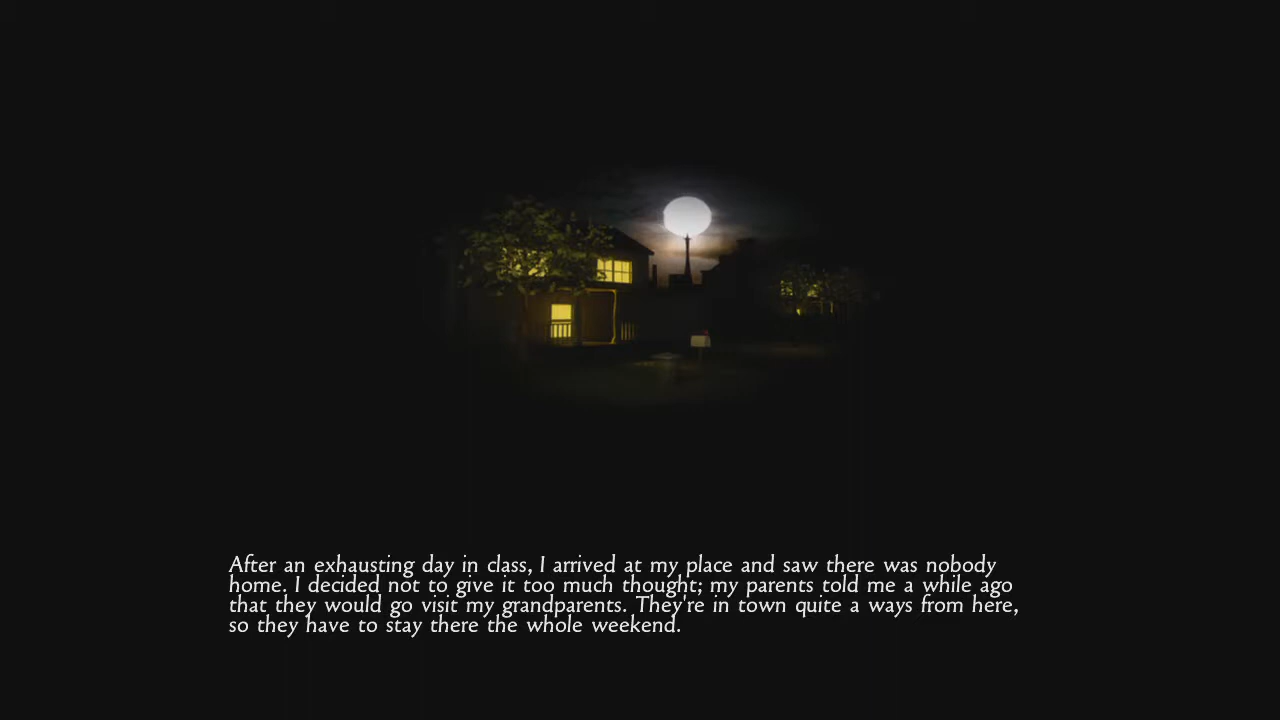 After an exhausting day in class, I arrived at my place and saw there was nobody
home. I decided not to give it too much thought; my parents told me a while ago
that they would go visit my grandparents. They're in town quite a ways from here,
so they have to stay there the whole weekend.